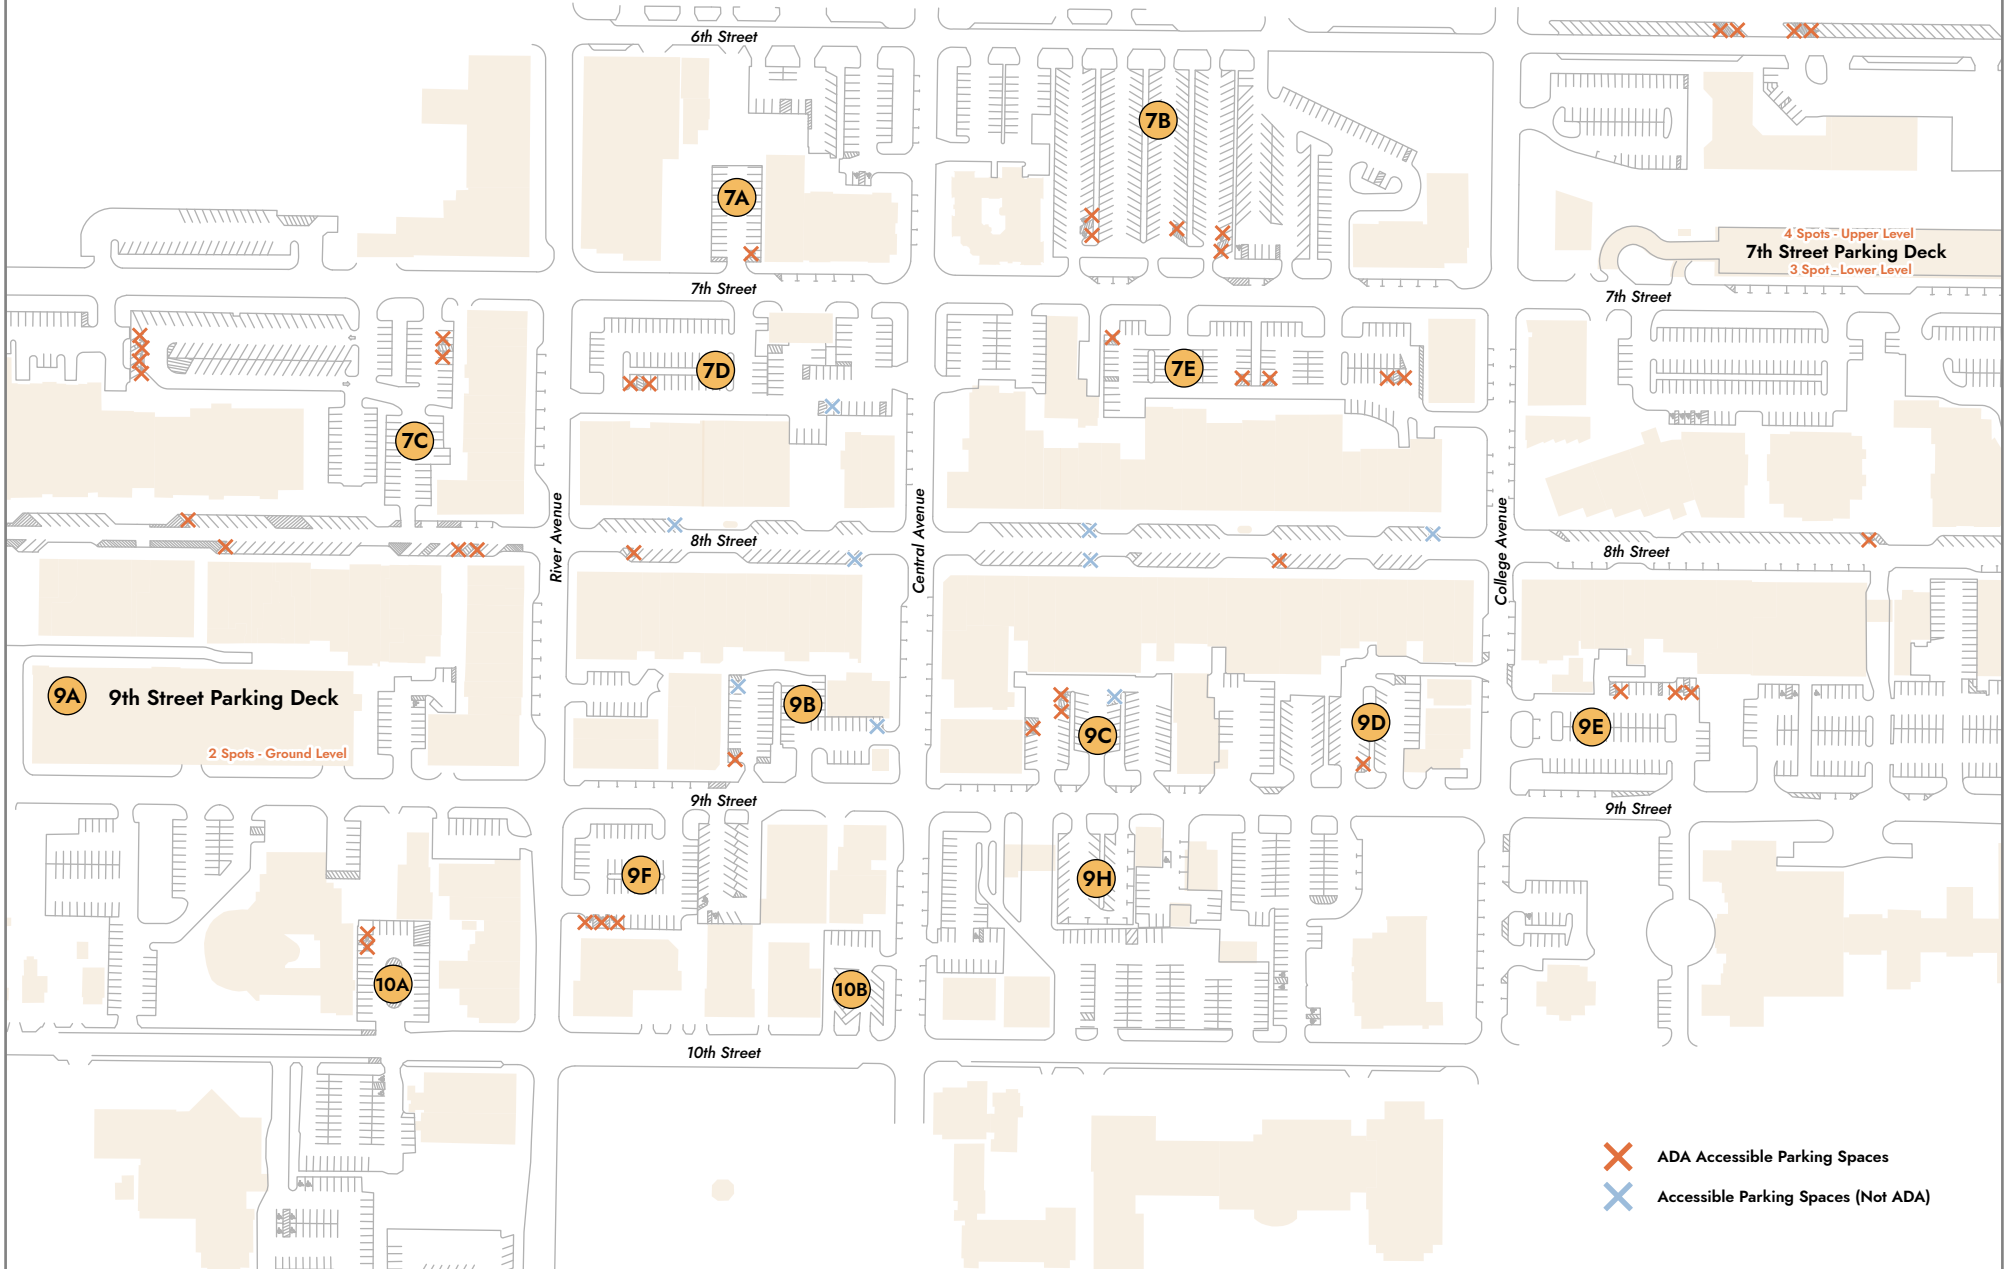 6th Street
7B
7A
4 Spots - Upper Level
7th Street Parking Deck
3 Spot - Lower Level
7th Street
7th Street
7D
7E
7C
River Avenue
Central Avenue
College Avenue
8th Street
8th Street
9A
9th Street Parking Deck
2 Spots - Ground Level
9B
9C
9D
9E
9th Street
9th Street
9F
9H
10A
10B
10th Street
ADA Accessible Parking Spaces
Accessible Parking Spaces (Not ADA)